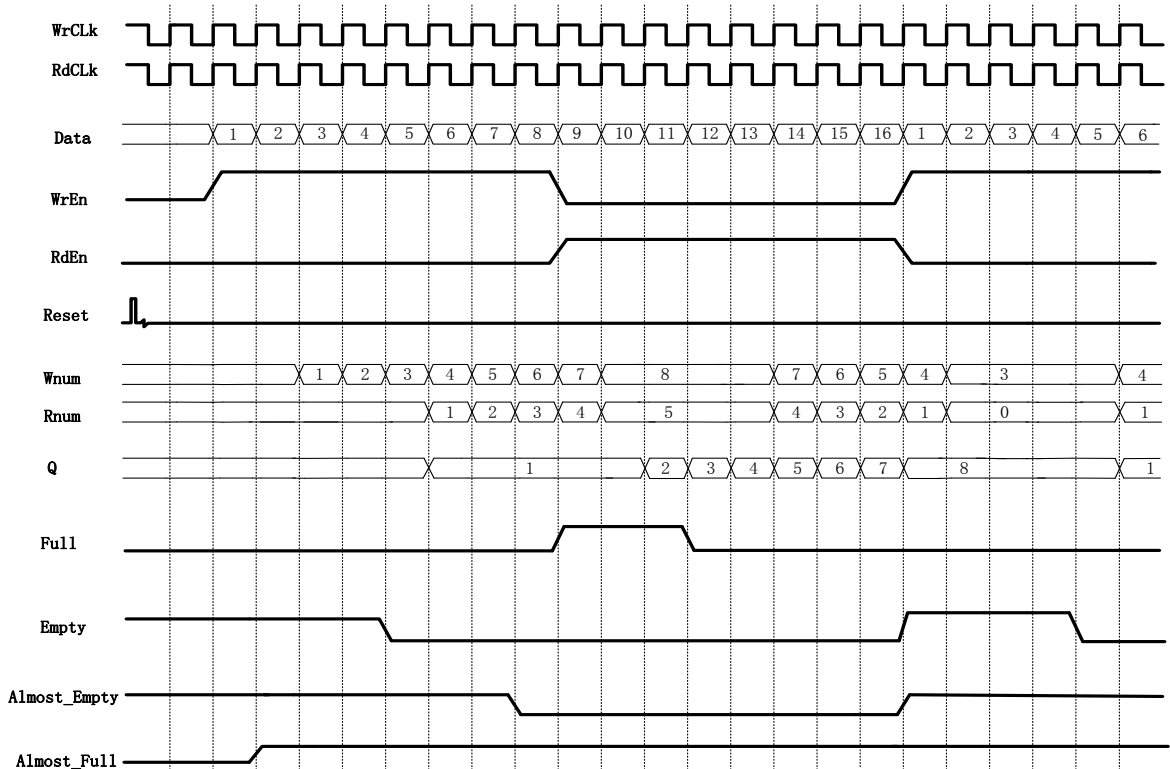 WrCLk
RdCLk
Data 1 2 3 4 5 6 7 8 9 10 11 12 13 14 15 16 1 2 3 4 5 6
WrEn
RdEn
Reset
Wnum 1 2 3 4 5 6 7 8 7 6 5 4 3 4
Rnum 1 2 3 4 5 4 3 2 1 0 1
Q 1 2 3 4 5 6 7 8 1
Full
Empty
Almost_Empty
Almost_Full